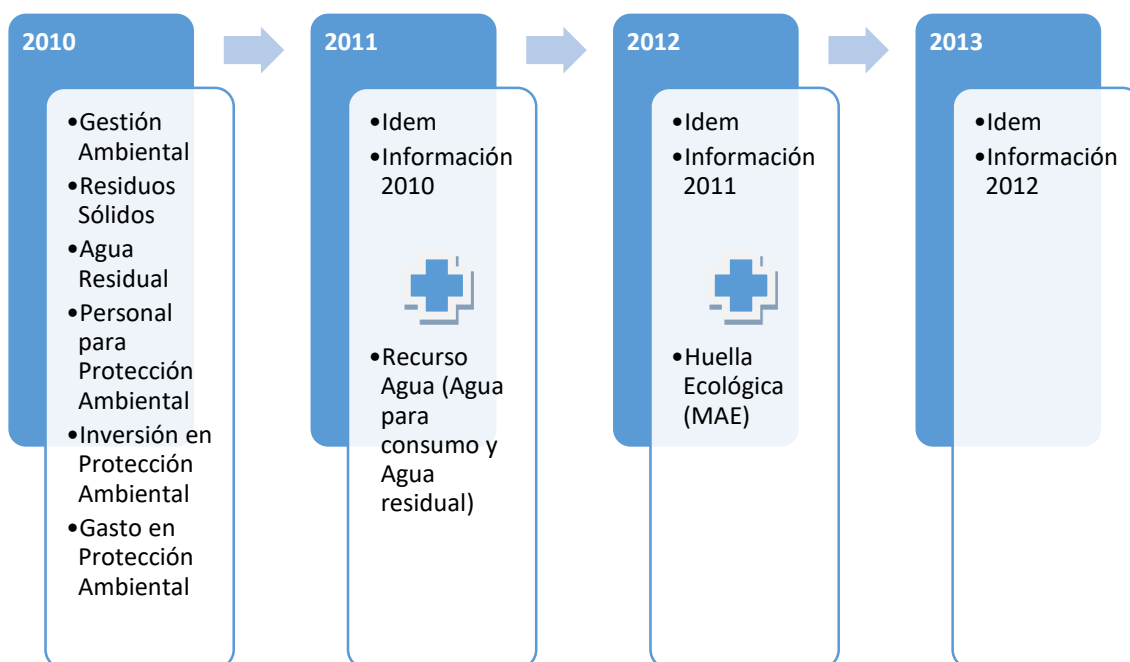 2010
•Gestión
Ambiental
•Residuos
Sólidos
•Agua
Residual
•Personal
para
Protección
Ambiental
•Inversión en
Protección
Ambiental
•Gasto en
Protección
Ambiental
2011
•Idem
•Información
2010
•Recurso
Agua (Agua
para
consumo y
Agua
residual)
2012
•Idem
•Información
2011
•Huella
Ecológica
(MAE)
2013
•Idem
•Información
2012